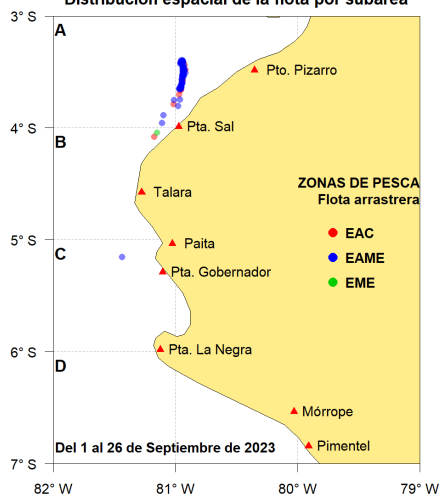 Distribución espacial de la flota por subárea
3° S
A
Pto. Pizarro
4° S
Pta. Sal
B
ZONAS DE PESCA
Flota arrastrera
Talara
EAC
5° S
Paita
C
EAME
Pta. Gobernador
EME
6° S
Pta. La Negra
D
Mórrope
Del 1 al 26 de Septiembre de 2023
Pimentel
7° S
82° W
81° W
80° W
79° W